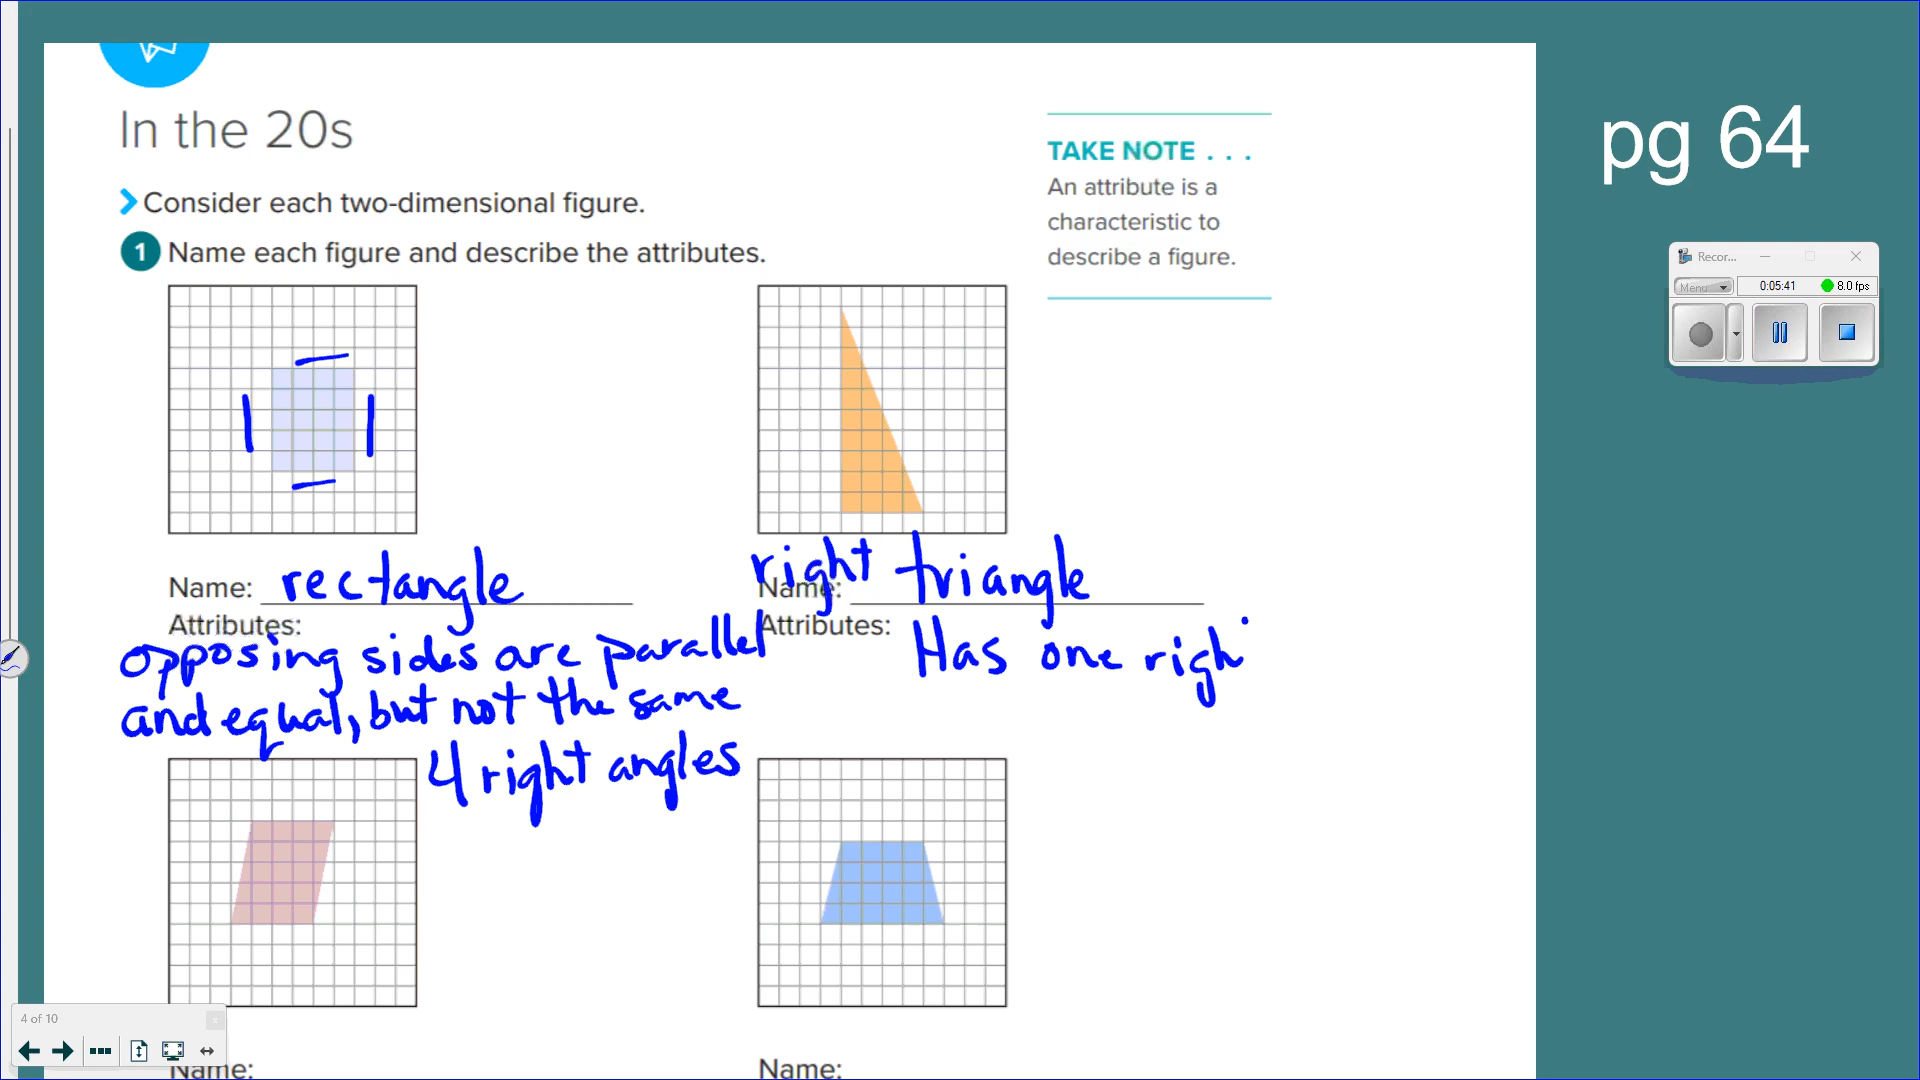 In the 20s
Consider each two-dimensional figure.
1 Name each figure and describe the attributes.
TAKE NOTE . . .
An attribute is a
characteristic to
describe a figure.
pg 64
Recor...
Menu
0:05:41
8.0 fps
Name: rectangle
Attributes:
opposing sides are parallel
and equal, but not the same
4 right angles
right triangle
Name:
Attributes: Has one righ
4 of 10
Name:
Name: